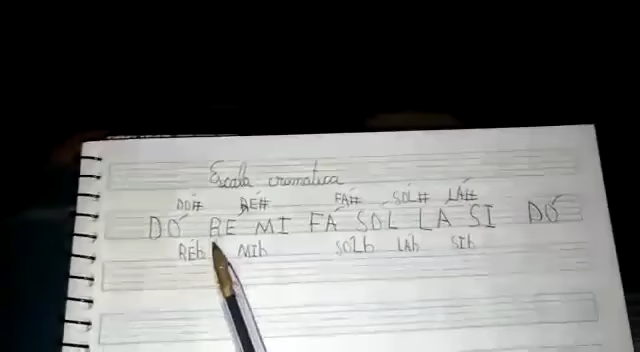 Escala cromatica
DÓ# RÉ# FÁ# SÓL# LÁ#
DÓ RE MI FÁ SOL LA SI DÓ
RÉb MIb SOLb LÁb SIb